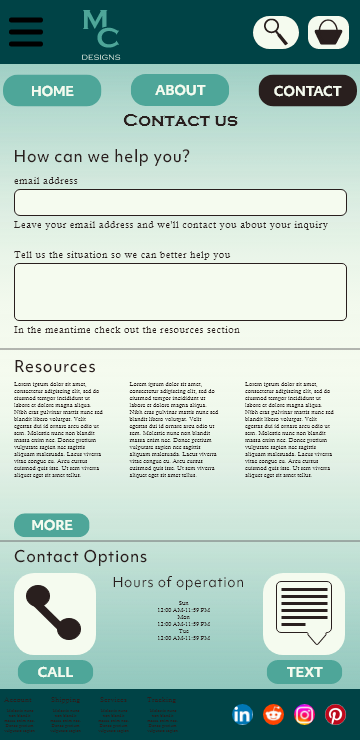 MC
DESIGNS
HOME ABOUT CONTACT
Contact us
How can we help you?
email address
Leave your email address and we'll contact you about your inquiry
Tell us the situation so we can better help you
In the meantime check out the resources section
Resources
Lorem ipsum dolor sit amet,
consectetur adipiscing elit, sed do
eiusmod tempor incididunt ut
labore et dolore magna aliqua.
Nibh cras pulvinar mattis nunc sed
blandit libero volutpat. Velit
egestas dui id ornare arcu odio ut
sem. Molestie nunc non blandit
massa enim nec. Donec pretium
vulputate sapien nec sagittis
aliquam malesuada. Lacus viverra
vitae congue eu. Arcu cursus
euismod quis iase. Ut sem viverra
aliquet eget sit amet tellus.
Lorem ipsum dolor sit amet,
consectetur adipiscing elit, sed do
eiusmod tempor incididunt ut
labore et dolore magna aliqua.
Nibh cras pulvinar mattis nunc sed
blandit libero volutpat. Velit
egestas dui id ornare arcu odio ut
sem. Molestie nunc non blandit
massa enim nec. Donec pretium
vulputate sapien nec sagittis
aliquam malesuada. Lacus viverra
vitae congue eu. Arcu cursus
euismod quis iase. Ut sem viverra
aliquet eget sit amet tellus.
Lorem ipsum dolor sit amet,
consectetur adipiscing elit, sed do
eiusmod tempor incididunt ut
labore et dolore magna aliqua.
Nibh cras pulvinar mattis nunc sed
blandit libero volutpat. Velit
egestas dui id ornare arcu odio ut
sem. Molestie nunc non blandit
massa enim nec. Donec pretium
vulputate sapien nec sagittis
aliquam malesuada. Lacus viverra
vitae congue eu. Arcu cursus
euismod quis iase. Ut sem viverra
aliquet eget sit amet tellus.
MORE
Contact Options
Hours of operation
Sun
12:00 AM-11:59 PM
Mon
12:00 AM-11:59 PM
Tue
12:00 AM-11:59 PM
CALL
TEXT
in